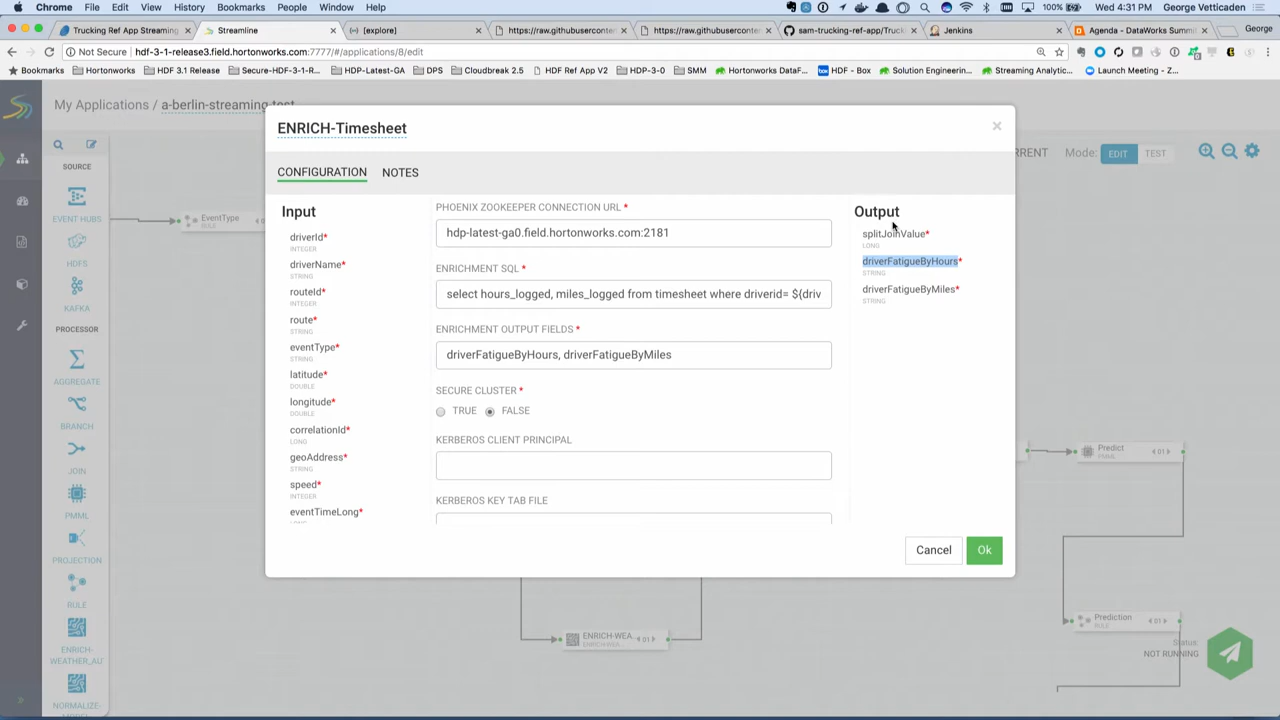 Chrome File Edit View History Bookmarks People Window Help
100% Wed 4:31 PM George Vetticaden
Trucking Ref App Streaming
Streamline
[explore]
https://raw.githubuserconten
https://raw.githubuserconten
sam-trucking-ref-app/Truck
Jenkins
Agenda - DataWorks Summi
George
Not Secure hdf-3-1-release3.field.hortonworks.com:7777/#/applications/8/edit
Bookmarks Hortonworks HDF 3.1 Release Secure-HDF-3-1-R... HDP-Latest-GA DPS Cloudbreak 2.5 HDF Ref App V2 HDP-3-0 SMM Hortonworks DataF... HDF - Box Solution Engineerin... Streaming Analytic... Launch Meeting - Z...
My Applications / a-berlin-streaming-test
RRENT Mode: EDIT TEST
SOURCE
EVENT HUBS
HDFS
KAFKA
PROCESSOR
AGGREGATE
BRANCH
JOIN
PMML
PROJECTION
RULE
ENRICH-
WEATHER_AU
NORMALIZE-
EventType
RULE
ENRICH-Timesheet
×
CONFIGURATION NOTES
Input
driverId*
INTEGER
driverName*
STRING
routeId*
INTEGER
route*
STRING
eventType*
STRING
latitude*
DOUBLE
longitude*
DOUBLE
correlationId*
LONG
geoAddress*
STRING
speed*
INTEGER
eventTimeLong*
PHOENIX ZOOKEEPER CONNECTION URL *
hdp-latest-ga0.field.hortonworks.com:2181
ENRICHMENT SQL *
select hours_logged, miles_logged from timesheet where driverid= ${driv
ENRICHMENT OUTPUT FIELDS *
driverFatigueByHours, driverFatigueByMiles
SECURE CLUSTER *
TRUE FALSE
KERBEROS CLIENT PRINCIPAL
KERBEROS KEY TAB FILE
Output
splitJoinValue*
LONG
driverFatigueByHours*
STRING
driverFatigueByMiles*
STRING
Cancel Ok
Predict
PMML
01
ENRICH-WEA..
01
Prediction
RULE
01
Status:
NOT RUNNING